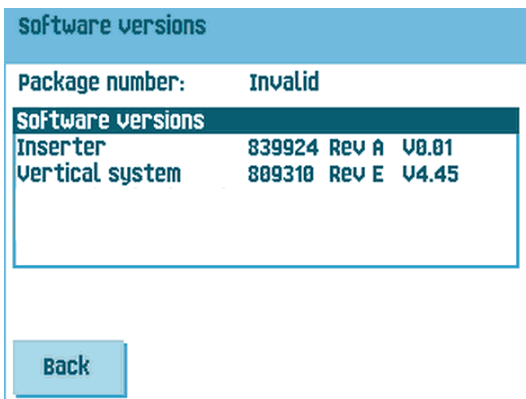 Software versions
Package number: Invalid
Software versions
Inserter 839924 Rev A V0.01
Vertical system 809310 Rev E V4.45
Back